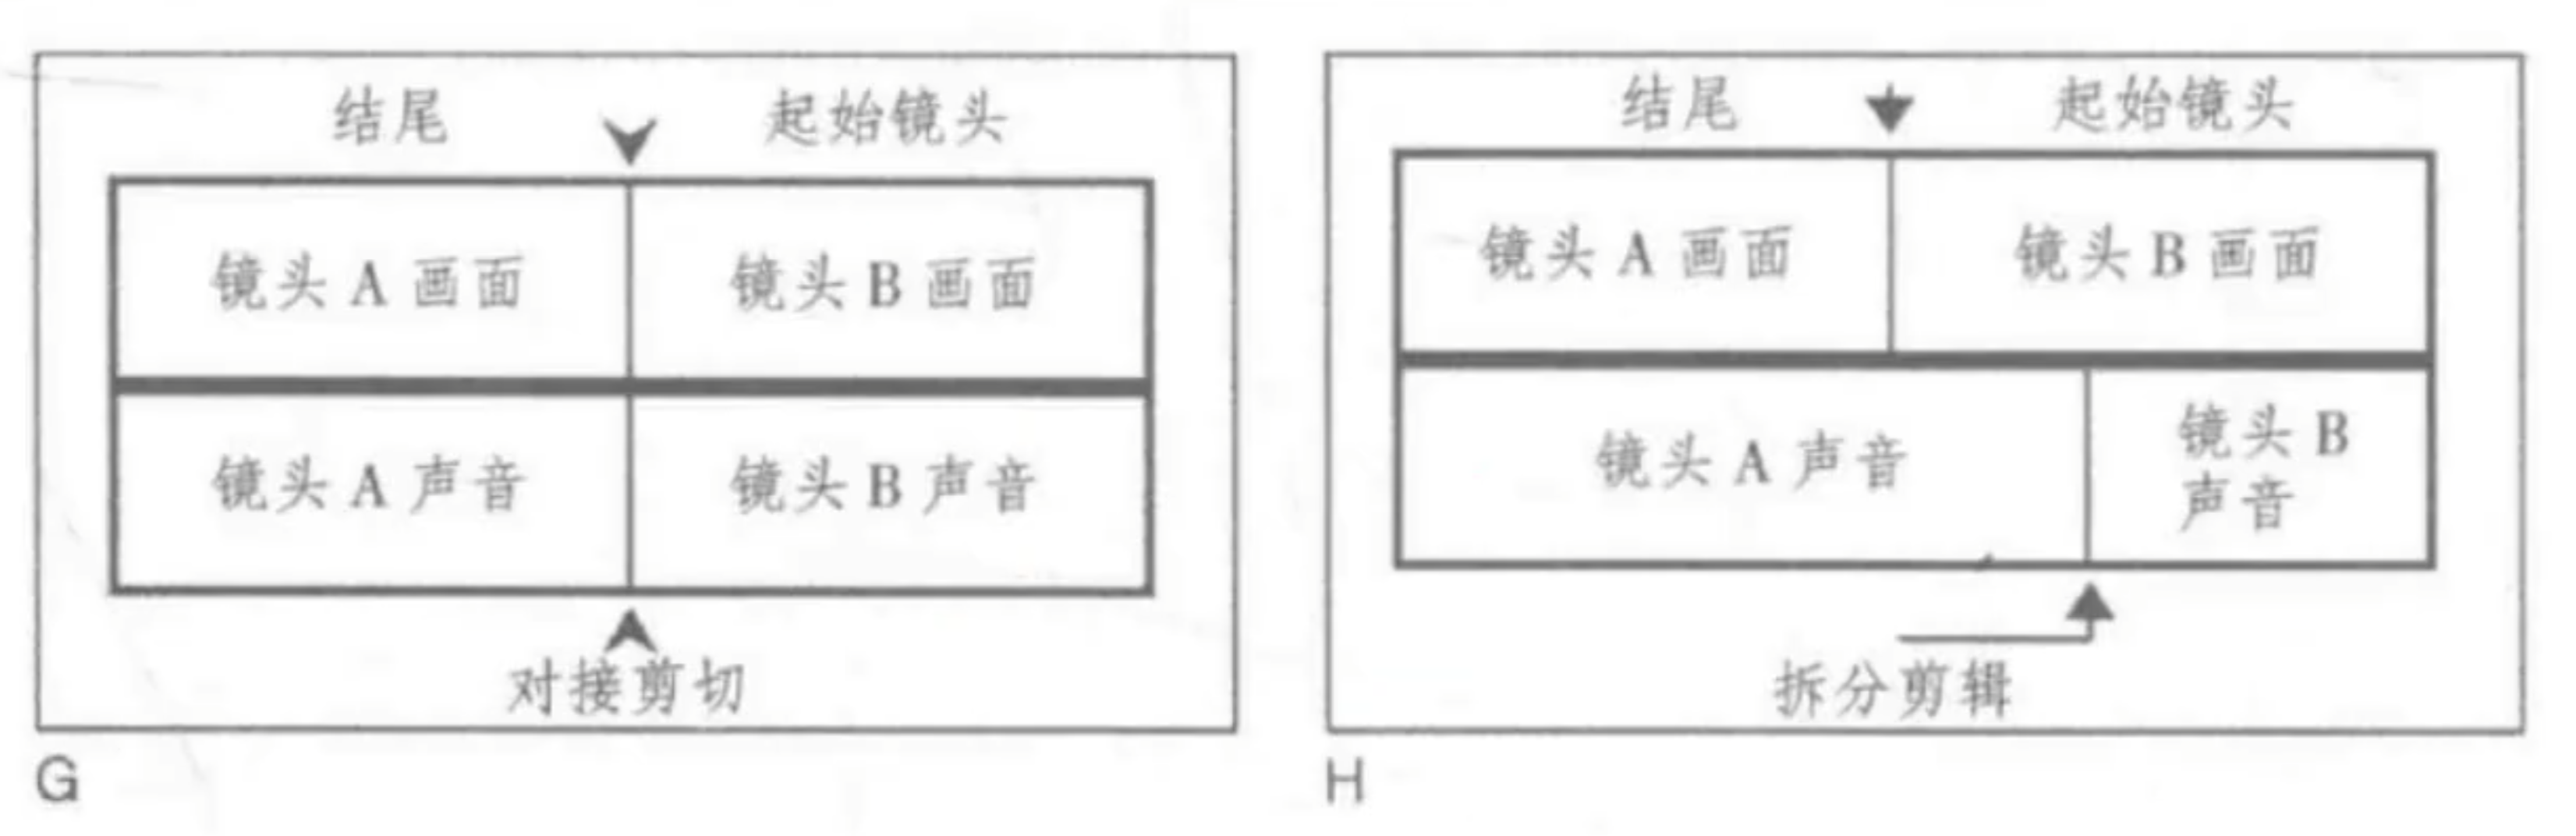 结尾 起始镜头
镜头 A 画面 镜头 B 画面
镜头 A 声音 镜头 B 声音
对接剪切
G
结尾 起始镜头
镜头 A 画面 镜头 B 画面
镜头 A 声音 镜头 B
声音
拆分剪辑
H